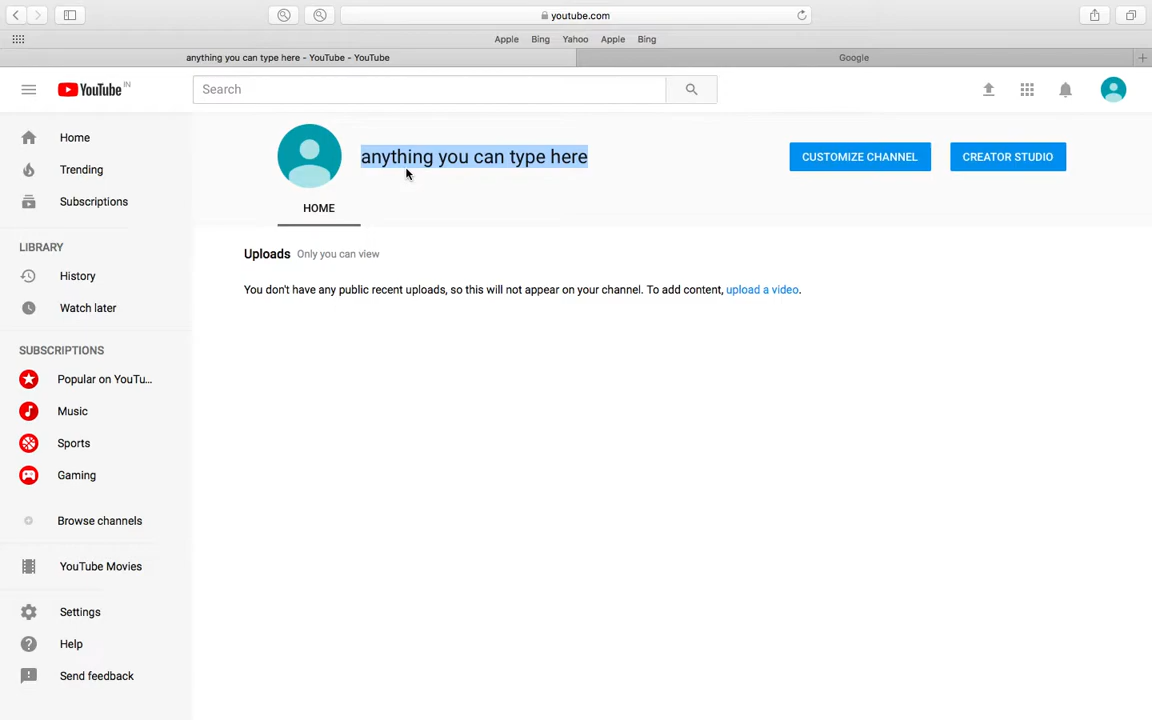 youtube.com
Apple Bing Yahoo Apple Bing
anything you can type here - YouTube - YouTube
Google
YouTube IN
Search
Home
Trending
Subscriptions
LIBRARY
History
Watch later
SUBSCRIPTIONS
Popular on YouTu...
Music
Sports
Gaming
Browse channels
YouTube Movies
Settings
Help
Send feedback
anything you can type here
CUSTOMIZE CHANNEL
CREATOR STUDIO
HOME
Uploads Only you can view
You don't have any public recent uploads, so this will not appear on your channel. To add content, upload a video.